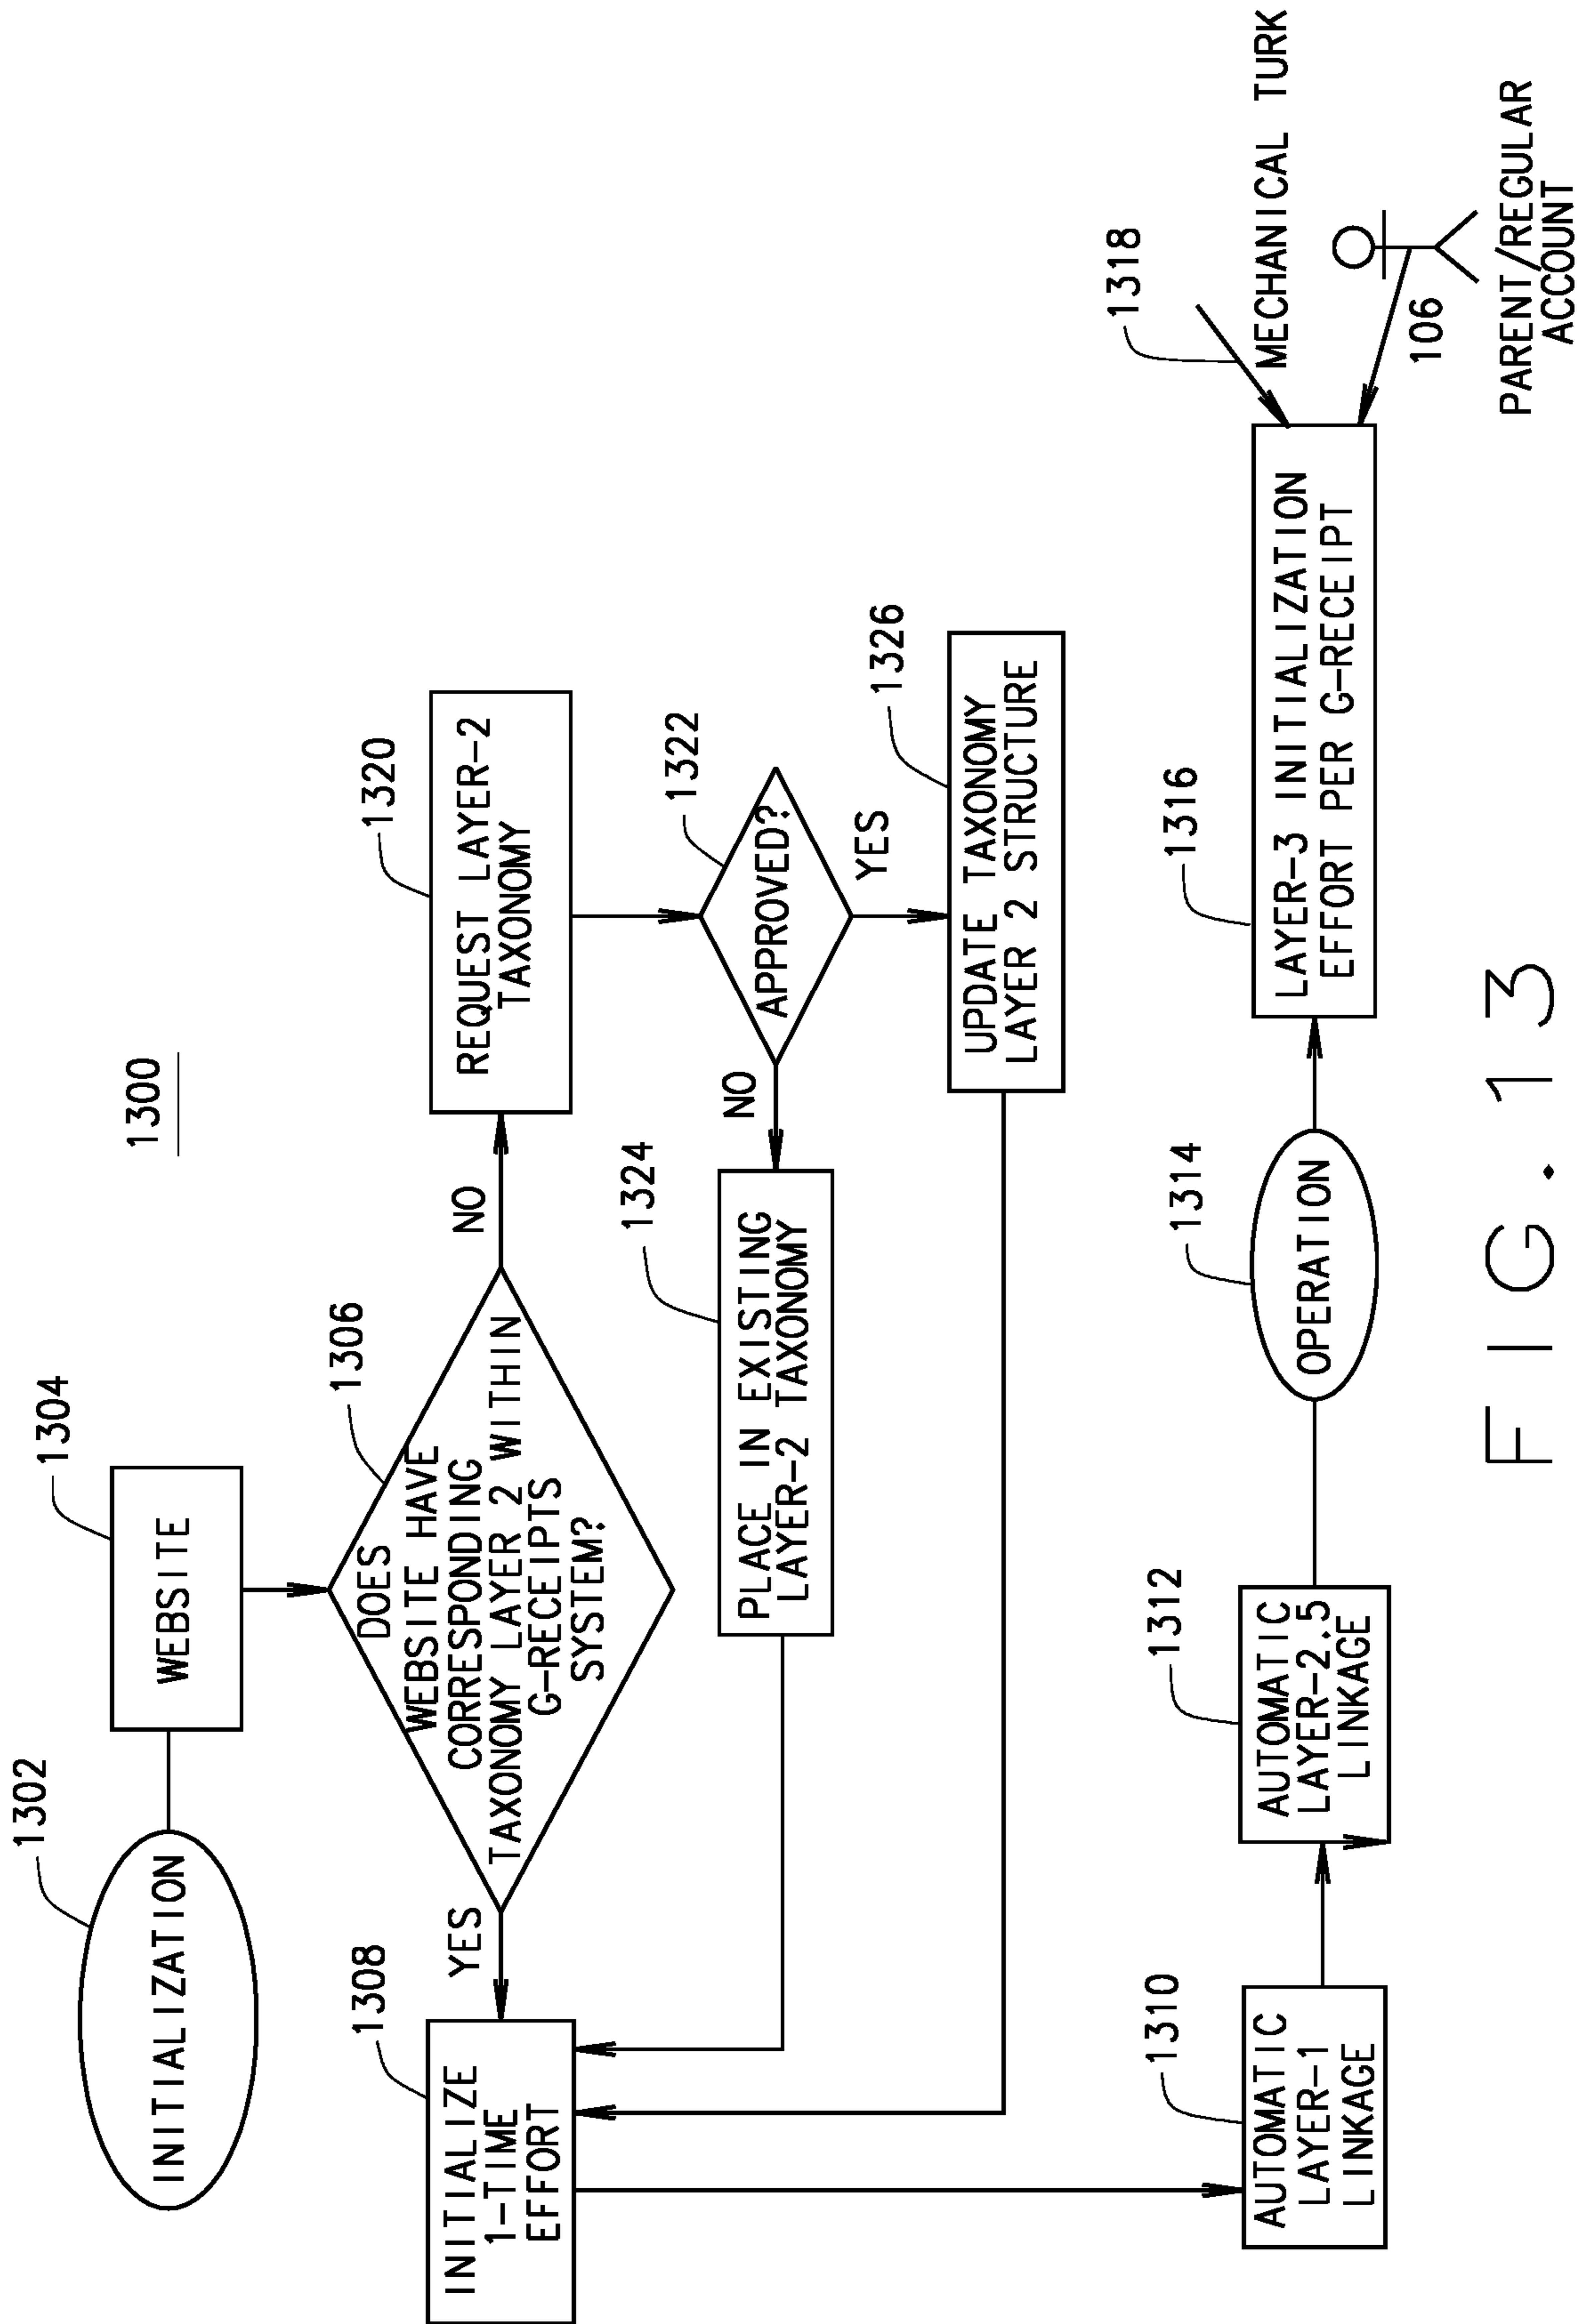 1300
1302
INITIALIZATION
1304
WEBSITE
1306
DOES
WEBSITE HAVE
CORRESPONDING
TAXONOMY LAYER 2 WITHIN
G-RECEIPTS
SYSTEM?
YES
NO
1308
INITIALIZE
1-TIME
EFFORT
1320
REQUEST LAYER-2
TAXONOMY
1322
APPROVED?
NO
YES
1324
PLACE IN EXISTING
LAYER-2 TAXONOMY
1326
UPDATE TAXONOMY
LAYER 2 STRUCTURE
1310
AUTOMATIC
LAYER-1
LINKAGE
1312
AUTOMATIC
LAYER-2.5
LINKAGE
1314
OPERATION
1316
LAYER-3 INITIALIZATION
EFFORT PER G-RECEIPT
1318
MECHANICAL TURK
106
PARENT/REGULAR
ACCOUNT
FIG. 13